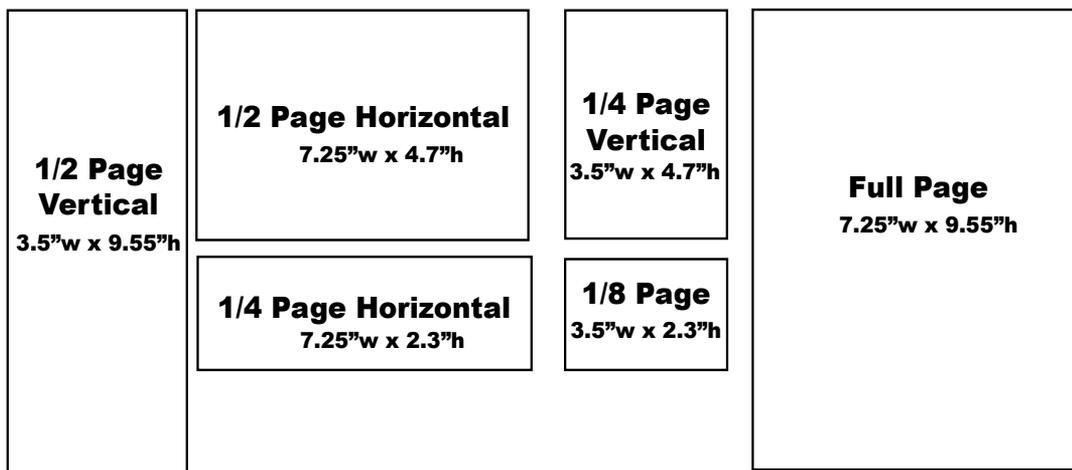 1/2 Page
Vertical
3.5”w x 9.55”h
1/2 Page Horizontal
7.25”w x 4.7”h
1/4 Page Horizontal
7.25”w x 2.3”h
1/4 Page
Vertical
3.5”w x 4.7”h
1/8 Page
3.5”w x 2.3”h
Full Page
7.25”w x 9.55”h